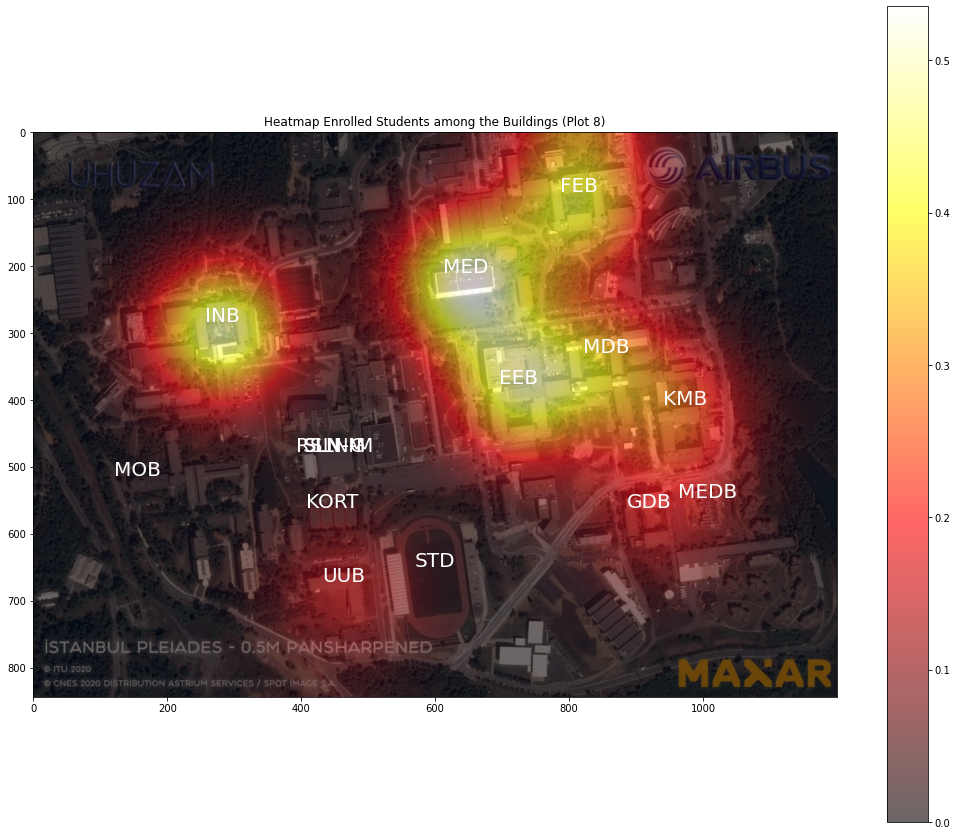 Heatmap Enrolled Students among the Buildings (Plot 8)
UHUZAM
AIRBUS
FEB
MED
INB
MDB
EEB
KMB
MOB
KORT
MEDB
GDB
STD
UUB
İSTANBUL PLEIADES - 0.5M PANSHARPENED
© ITU 2020
© CNES 2020 DISTRIBUTION ASTRIUM SERVICES / SPOT IMAGE S.A.
MAXAR
0
100
200
300
400
500
600
700
800
0
200
400
600
800
1000
0.5
0.4
0.3
0.2
0.1
0.0